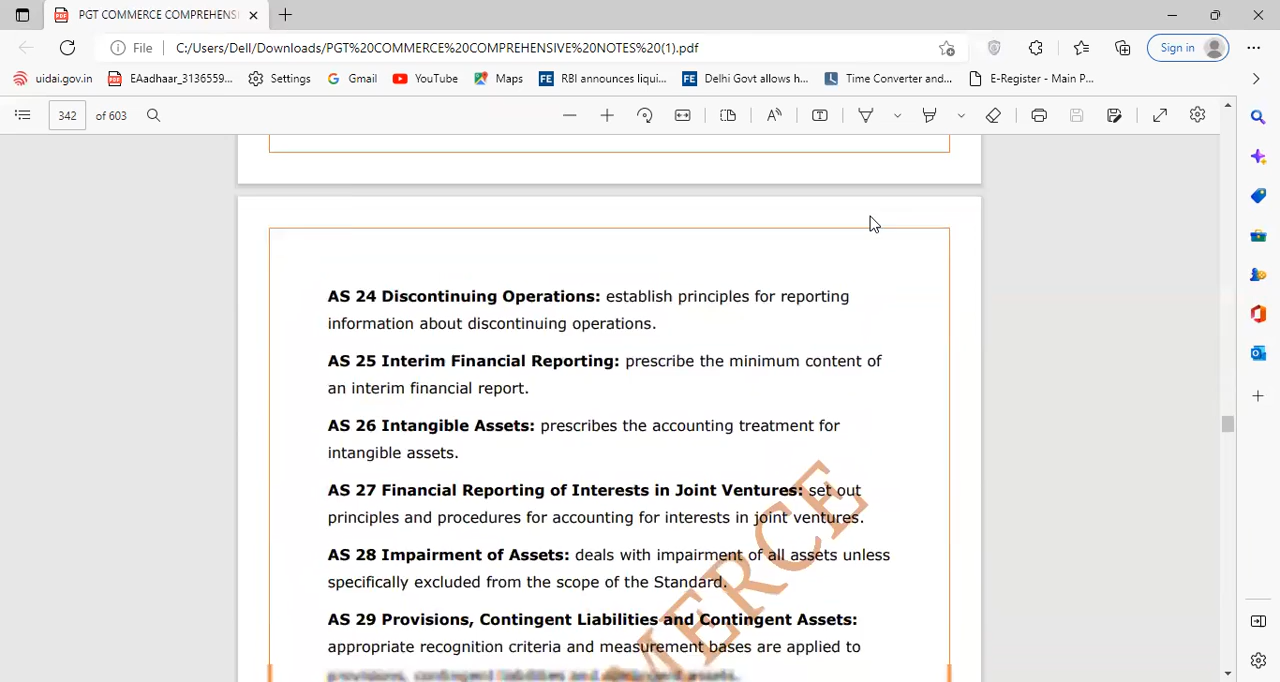 PGT COMMERCE COMPREHENS
File
C:/Users/Dell/Downloads/PGT%20COMMERCE%20COMPREHENSIVE%20NOTES%20(1).pdf
Sign in
uidai.gov.in
EAadhaar_3136559...
Settings
Gmail
YouTube
Maps
RBI announces liqui...
Delhi Govt allows h...
Time Converter and...
E-Register - Main P...
342
of 603
AS 24 Discontinuing Operations: establish principles for reporting
information about discontinuing operations.
AS 25 Interim Financial Reporting: prescribe the minimum content of
an interim financial report.
AS 26 Intangible Assets: prescribes the accounting treatment for
intangible assets.
AS 27 Financial Reporting of Interests in Joint Ventures: set out
principles and procedures for accounting for interests in joint ventures.
AS 28 Impairment of Assets: deals with impairment of all assets unless
specifically excluded from the scope of the Standard.
AS 29 Provisions, Contingent Liabilities and Contingent Assets:
appropriate recognition criteria and measurement bases are applied to
MERCE